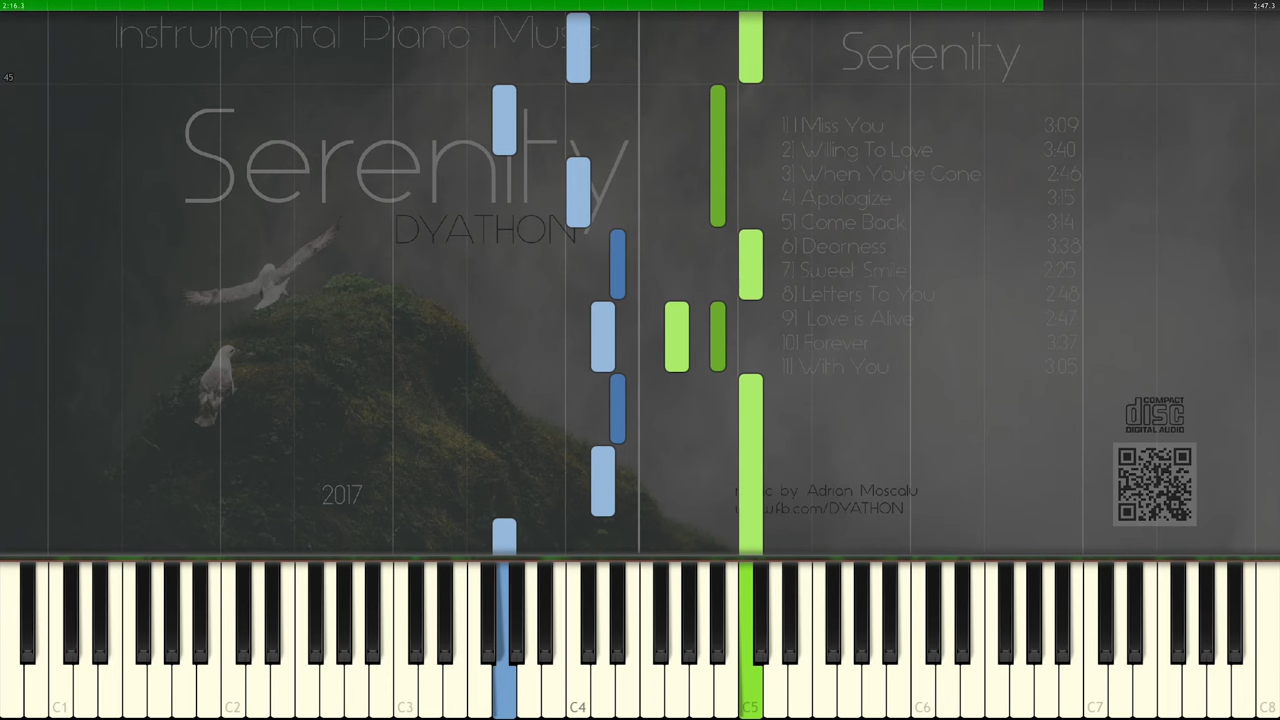 2:16.3
2:47.3
Instrumental Piano Music
Serenity
45
Serenity
DYATHON
1| I Miss You 3:09
2| Willing To Love 3:40
3| When You're Gone 2:46
4| Apologize 3:15
5| Come Back 3:14
6| Dearness 3:38
7| Sweet Smile 2:25
8| Letters To You 2:48
9| Love is Alive 2:47
10| Forever 3:37
11| With You 3:05
COMPACT
disc
DIGITAL AUDIO
2017
music by Adrian Moscalu
www.fb.com/DYATHON
C1 C2 C3 C4 C5 C6 C7 C8